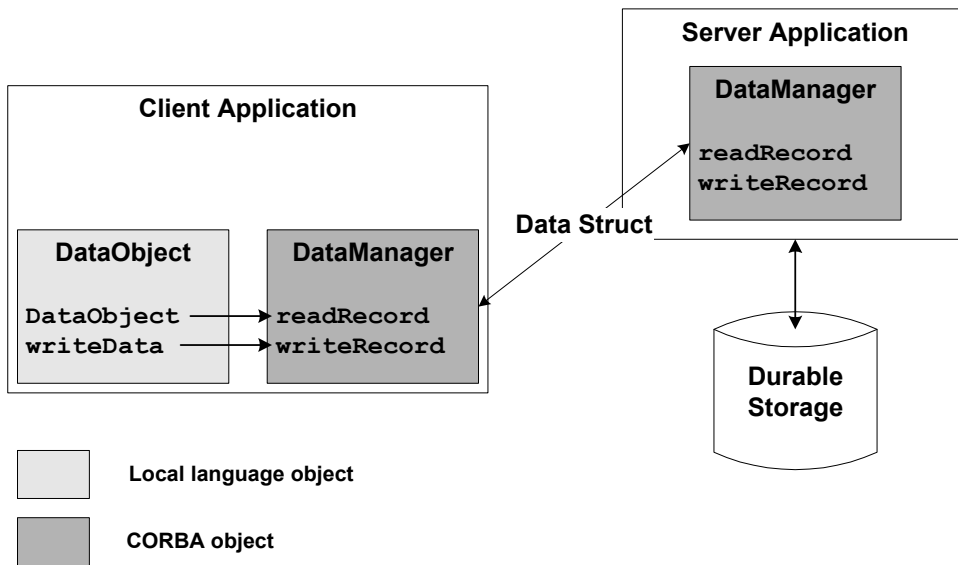 Server Application
DataManager
readRecord
writeRecord
Client Application
Data Struct
DataObject
DataManager
DataObject
readRecord
writeData
writeRecord
Durable
Storage
Local language object
CORBA object